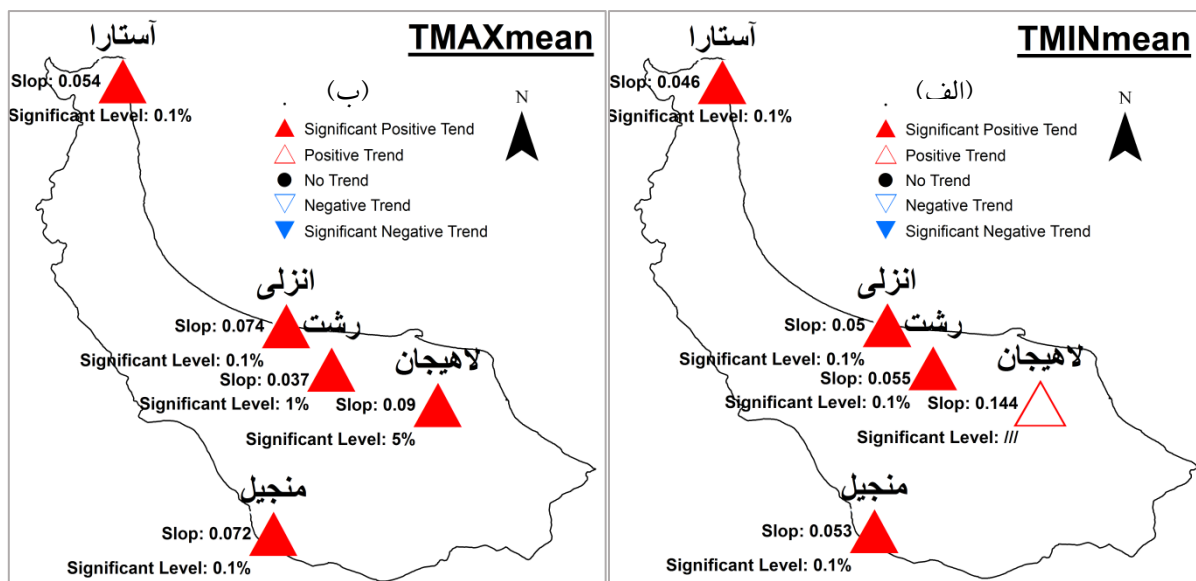 TMAXmean
آستارا
Slop: 0.054
Significant Level: 0.1%
(ب)
N
Significant Positive Tend
Positive Trend
No Trend
Negative Trend
Significant Negative Trend
انزلی
Slop: 0.074
Significant Level: 0.1%
رشت
Slop: 0.037
Significant Level: 1%
لاهیجان
Slop: 0.09
Significant Level: 5%
منجیل
Slop: 0.072
Significant Level: 0.1%
TMINmean
آستارا
Slop: 0.046
Significant Level: 0.1%
(الف)
N
Significant Positive Tend
Positive Trend
No Trend
Negative Trend
Significant Negative Trend
انزلی
Slop: 0.05
Significant Level: 0.1%
رشت
Slop: 0.055
Significant Level: 0.1%
لاهیجان
Slop: 0.144
Significant Level: ///
منجیل
Slop: 0.053
Significant Level: 0.1%